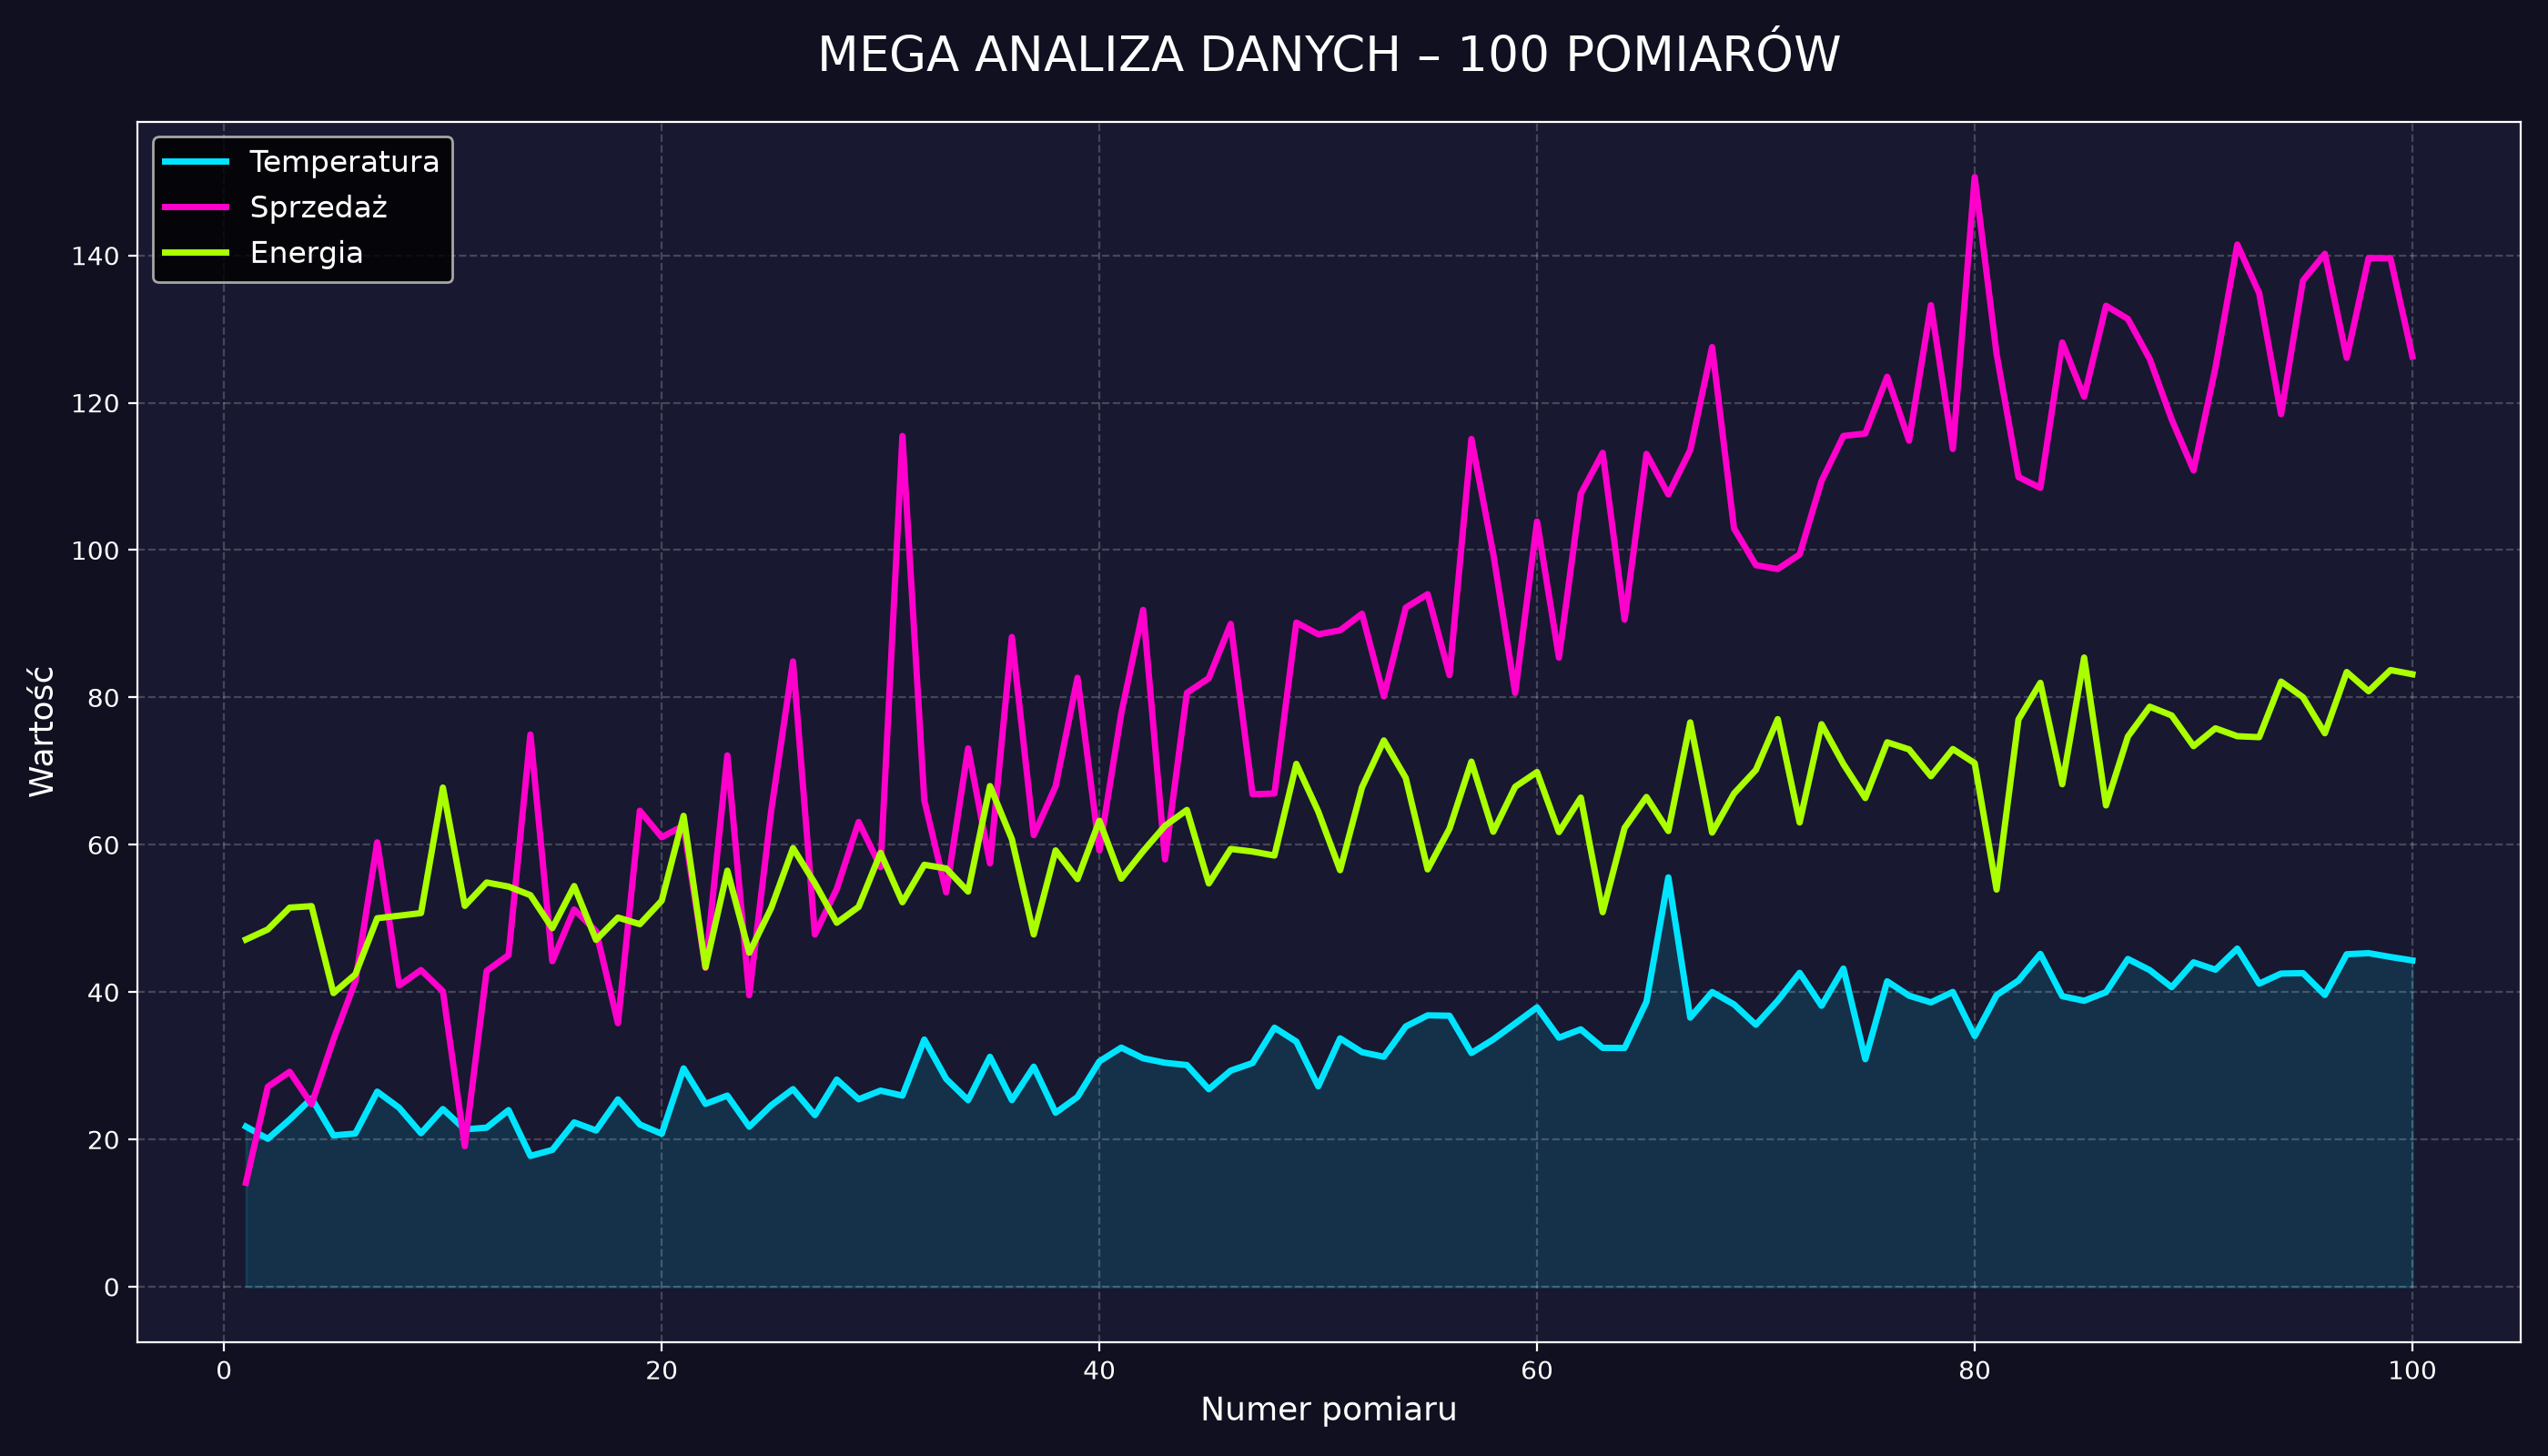 MEGA ANALIZA DANYCH – 100 POMIARÓW
Temperatura
Sprzedaż
Energia
Wartość
140
120
100
80
60
40
20
0
0 20 40 60 80 100
Numer pomiaru